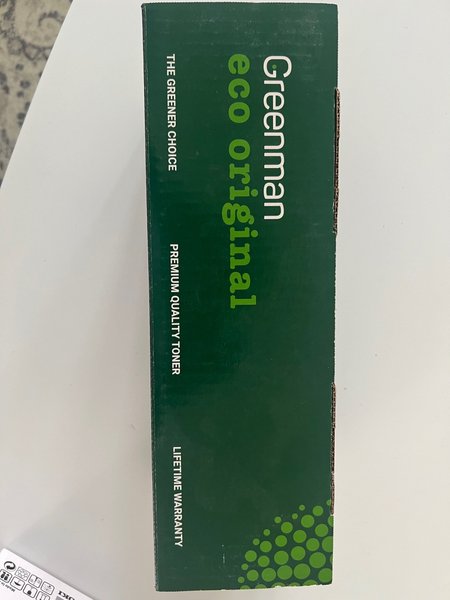 Greenman
eco original
THE GREENER CHOICE
PREMIUM QUALITY TONER
LIFETIME WARRANTY